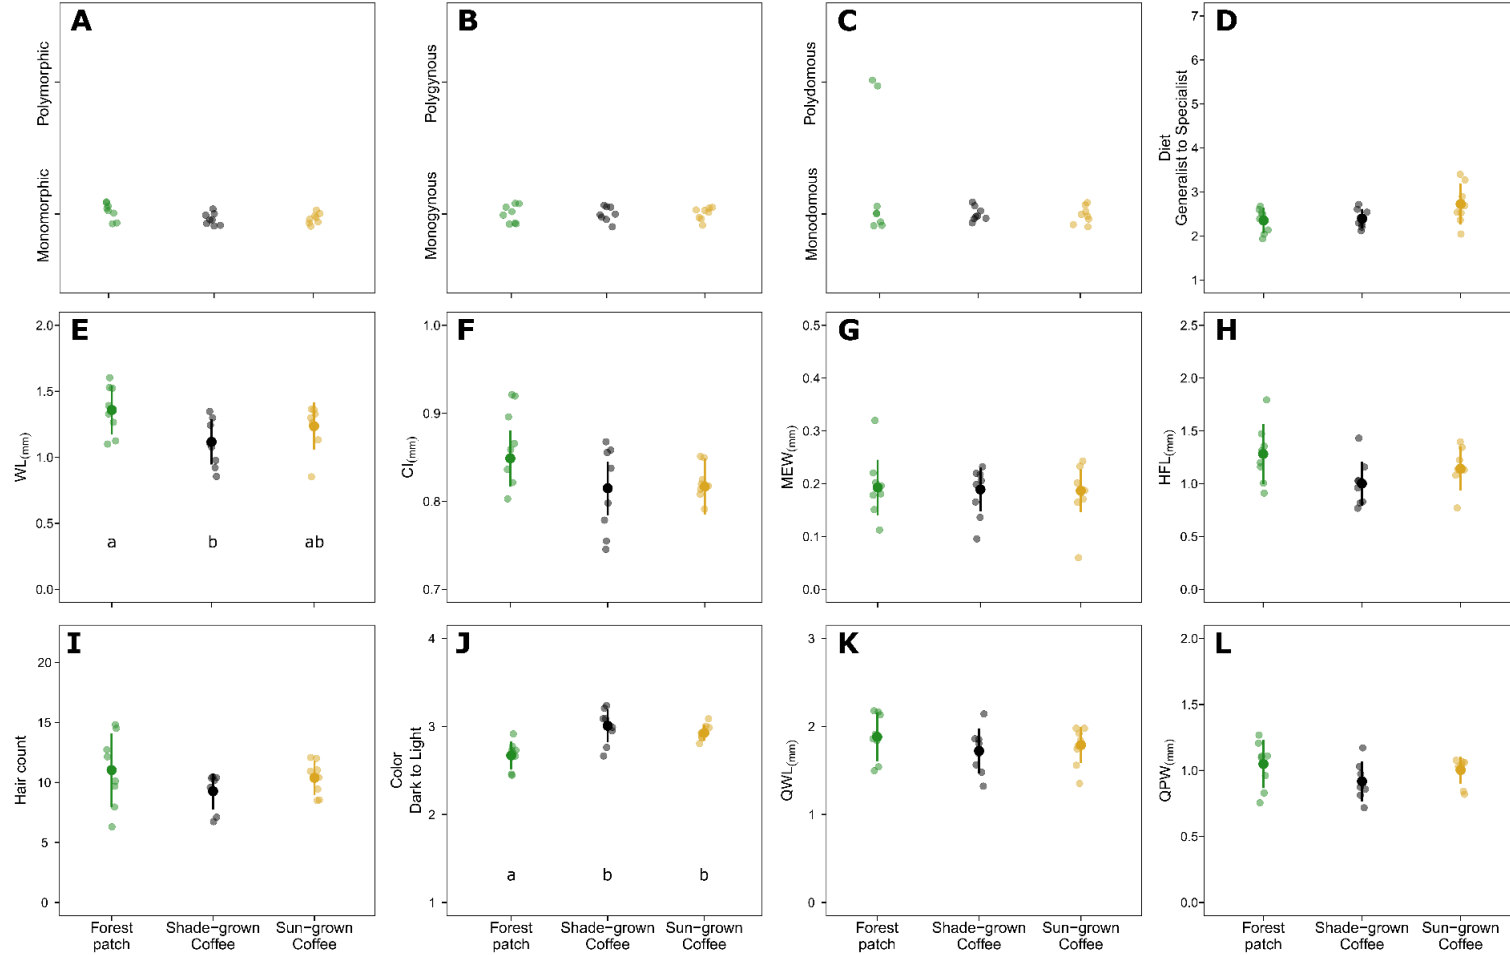 A
Polymorphic
Monomorphic
B
Polygynous
Monogynous
C
Polydomous
Monodomous
D
Diet
Generalist to Specialist
7
6
5
4
3
2
1
E
WL(mm)
2.0
1.5
1.0
0.5
0.0
a
b
ab
F
CI(mm)
1.0
0.9
0.8
0.7
G
MEW(mm)
0.5
0.4
0.3
0.2
0.1
0.0
H
HFL(mm)
2.5
2.0
1.5
1.0
0.5
0.0
I
Hair count
20
15
10
5
0
Forest
patch
Shade−grown
Coffee
Sun−grown
Coffee
J
Color
Dark to Light
4
3
2
1
a
b
b
Forest
patch
Shade−grown
Coffee
Sun−grown
Coffee
K
QWL(mm)
3
2
1
0
Forest
patch
Shade−grown
Coffee
Sun−grown
Coffee
L
QPW(mm)
2.0
1.5
1.0
0.5
0.0
Forest
patch
Shade−grown
Coffee
Sun−grown
Coffee